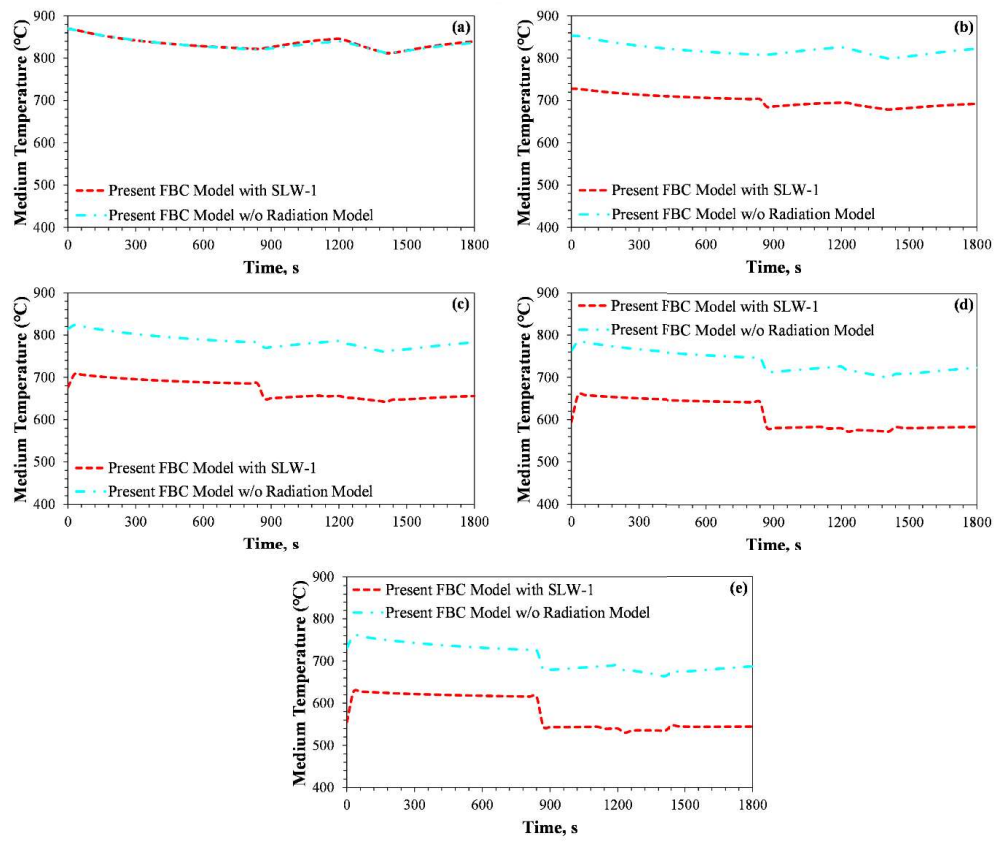 (a)
Medium Temperature (°C)
900
800
700
600
500
400
Present FBC Model with SLW-1
Present FBC Model w/o Radiation Model
0 300 600 900 1200 1500 1800
Time, s
(b)
Medium Temperature (°C)
900
800
700
600
500
400
Present FBC Model with SLW-1
Present FBC Model w/o Radiation Model
0 300 600 900 1200 1500 1800
Time, s
(c)
Medium Temperature (°C)
900
800
700
600
500
400
Present FBC Model with SLW-1
Present FBC Model w/o Radiation Model
0 300 600 900 1200 1500 1800
Time, s
(d)
Medium Temperature (°C)
900
800
700
600
500
400
Present FBC Model with SLW-1
Present FBC Model w/o Radiation Model
0 300 600 900 1200 1500 1800
Time, s
(e)
Medium Temperature (°C)
900
800
700
600
500
400
Present FBC Model with SLW-1
Present FBC Model w/o Radiation Model
0 300 600 900 1200 1500 1800
Time, s